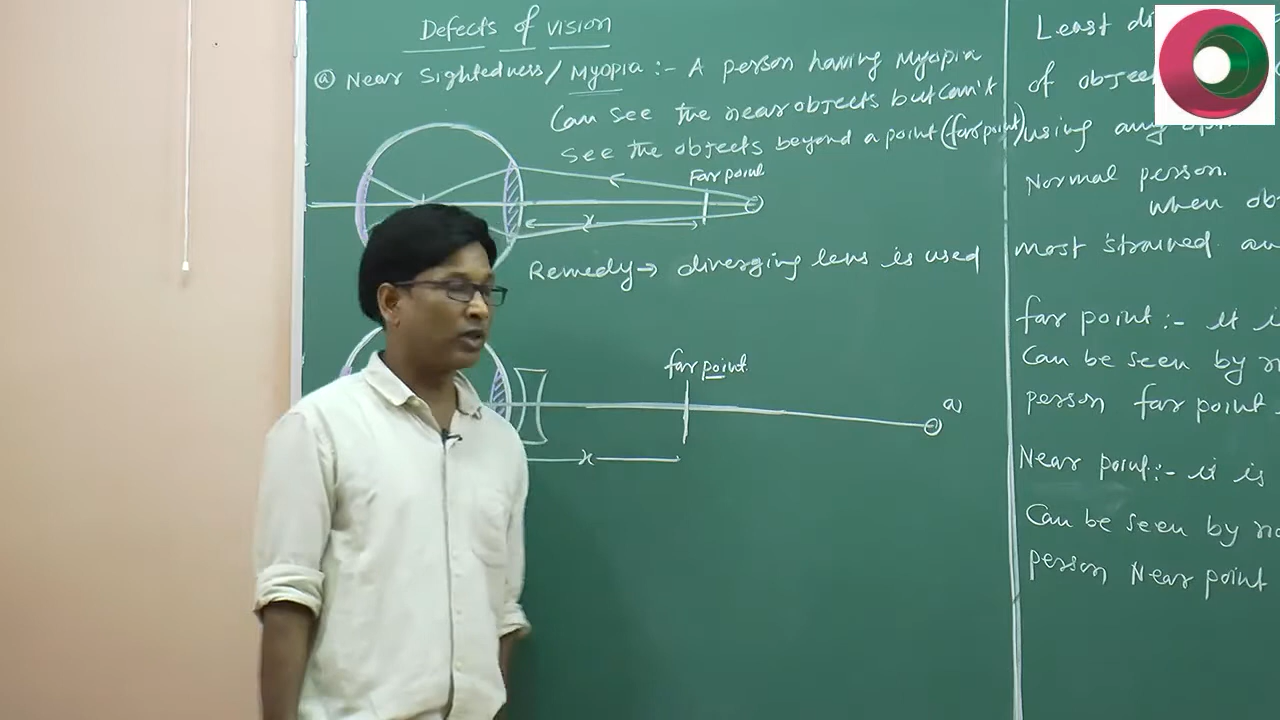 Defects of vision
(a) Near Sightedness/Myopia :- A person having Myopia
Can see the near objects but can't
see the objects beyond a point (far point)
Far point
x
Remedy → diverging lens is used
far point
x
Least
of object
using any
Normal person.
when
most strained
far point :- it
Can be seen by
person far point
Near point :- it is
Can be seen by
person Near point